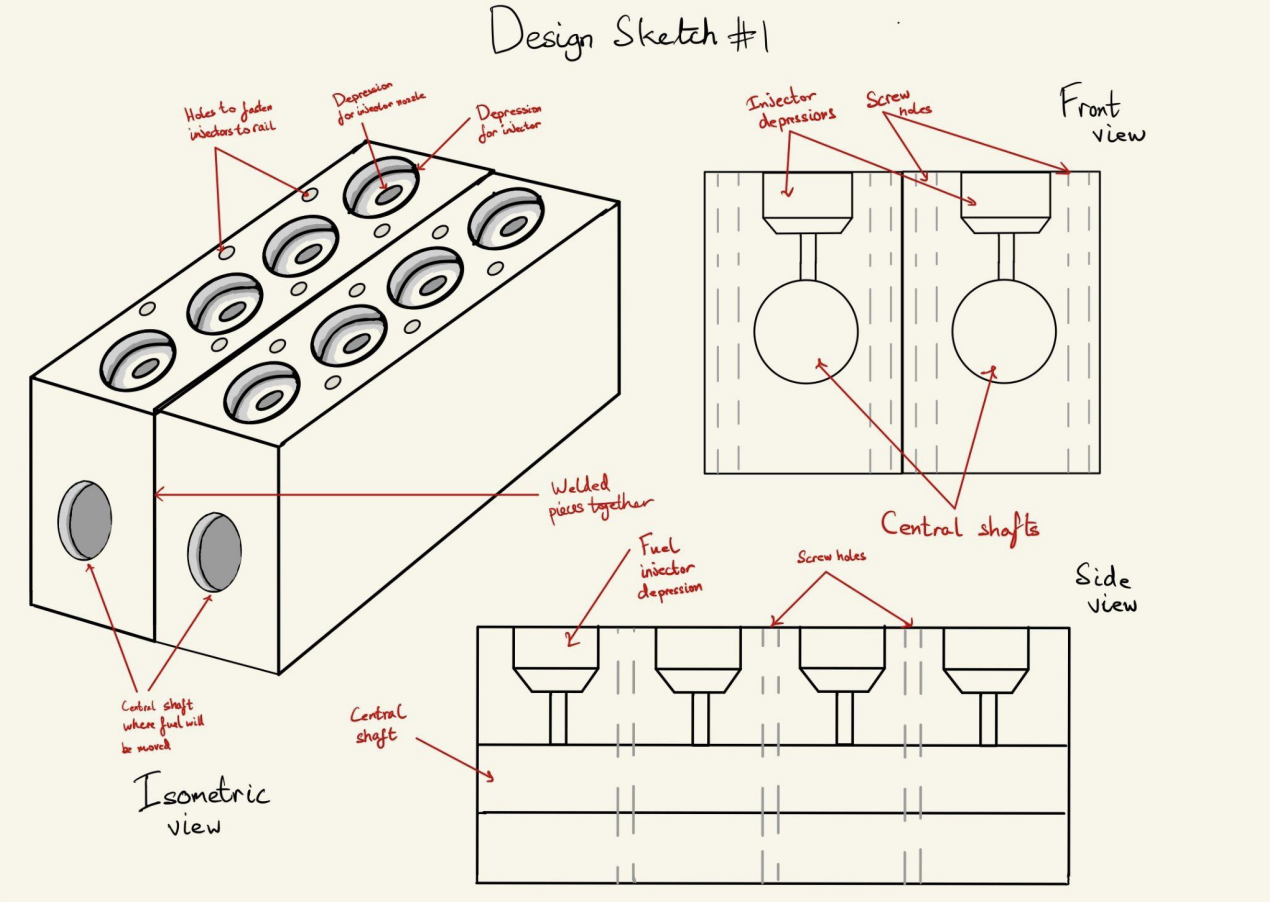 Design Sketch #1
Holes to fasten
injectors to rail
Depression
for injector nozzle
Depression
for injector
Injector
depressions
Screw
holes
Front
view
Welded
pieces together
Central shafts
Fuel
injector
depression
Screw holes
Side
view
Central shaft
where fuel will
be moved
Central
shaft
Isometric
view